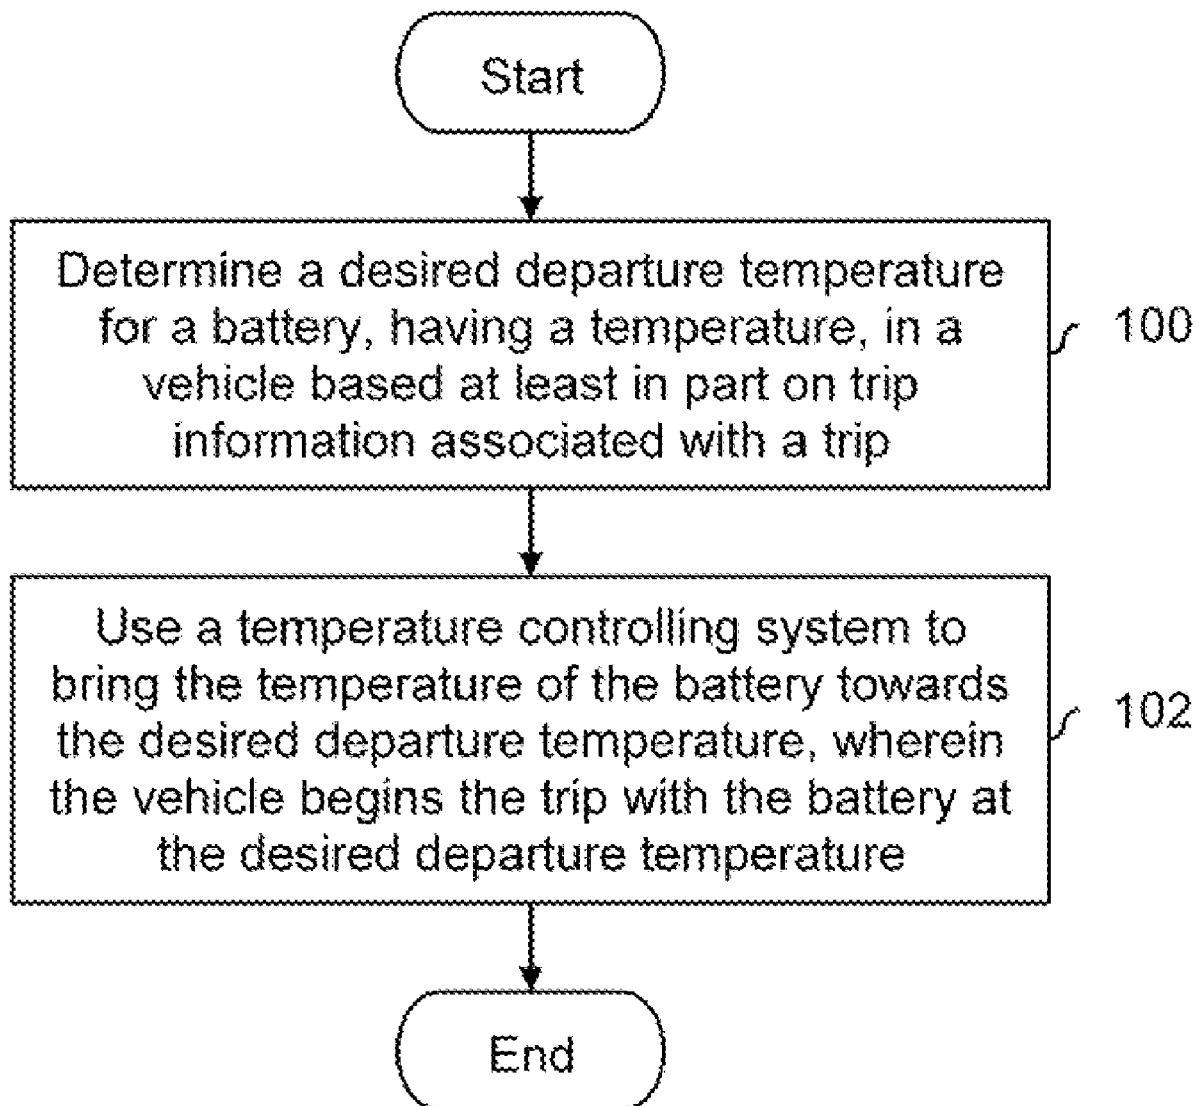 Start
Determine a desired departure temperature
for a battery, having a temperature, in a
vehicle based at least in part on trip
information associated with a trip
100
Use a temperature controlling system to
bring the temperature of the battery towards
the desired departure temperature, wherein
the vehicle begins the trip with the battery at
the desired departure temperature
102
End